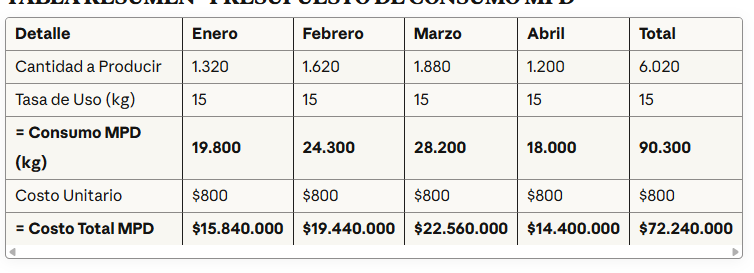 TABLA RESUMEN - PRESUPUESTO DE CONSUMO MPD
Detalle Enero Febrero Marzo Abril Total
Cantidad a Producir 1.320 1.620 1.880 1.200 6.020
Tasa de Uso (kg) 15 15 15 15 15
= Consumo MPD (kg) 19.800 24.300 28.200 18.000 90.300
Costo Unitario $800 $800 $800 $800 $800
= Costo Total MPD $15.840.000 $19.440.000 $22.560.000 $14.400.000 $72.240.000